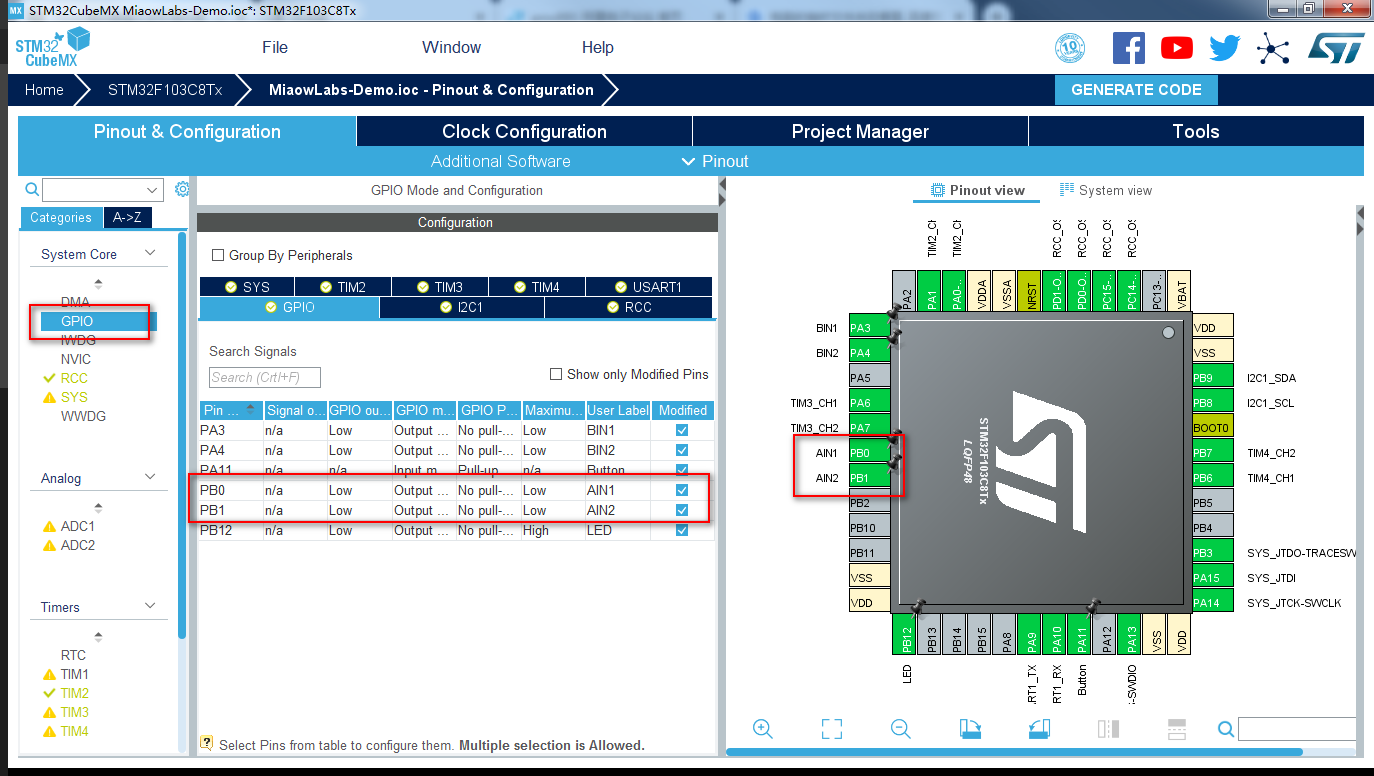 MX STM32CubeMX MiaowLabs-Demo.ioc*: STM32F103C8Tx
STM32
CubeMX
File Window Help
10
Home STM32F103C8Tx MiaowLabs-Demo.ioc - Pinout & Configuration GENERATE CODE
Pinout & Configuration Clock Configuration Project Manager Tools
Additional Software Pinout
GPIO Mode and Configuration
Pinout view System view
Categories A->Z
Configuration
System Core
DMA
GPIO
IWDG
NVIC
RCC
SYS
WWDG
Analog
ADC1
ADC2
Timers
RTC
TIM1
TIM2
TIM3
TIM4
Group By Peripherals
SYS TIM2 TIM3 TIM4 USART1
GPIO I2C1 RCC
Search Signals
Search (Crtl+F)
Show only Modified Pins
Pin ... Signal o... GPIO ou... GPIO m... GPIO P... Maximu... User Label Modified
PA3 n/a Low Output ... No pull-... Low BIN1
PA4 n/a Low Output ... No pull-... Low BIN2
PA11 n/a n/a Input m... Pull-up n/a Button
PB0 n/a Low Output ... No pull-... Low AIN1
PB1 n/a Low Output ... No pull-... Low AIN2
PB12 n/a Low Output ... No pull-... High LED
? Select Pins from table to configure them. Multiple selection is Allowed.
TIM2_CH TIM2_CH RCC_OS RCC_OS RCC_OS RCC_OS
PA2 PA1 PA0-.. VDDA VSSA NRST PD1-O.. PD0-O.. PC15-.. PC14-.. PC13-.. VBAT
BIN1 PA3
BIN2 PA4
PA5
TIM3_CH1 PA6
TIM3_CH2 PA7
AIN1 PB0
AIN2 PB1
PB2
PB10
PB11
VSS
VDD
STM32F103C8Tx
LQFP48
VDD
VSS
PB9 I2C1_SDA
PB8 I2C1_SCL
BOOT0
PB7 TIM4_CH2
PB6 TIM4_CH1
PB5
PB4
PB3 SYS_JTDO-TRACESW
PA15 SYS_JTDI
PA14 SYS_JTCK-SWCLK
PB12 PB13 PB14 PB15 PA8 PA9 PA10 PA11 PA12 PA13 VSS VDD
LED .RT1_TX RT1_RX Button :-SWDIO